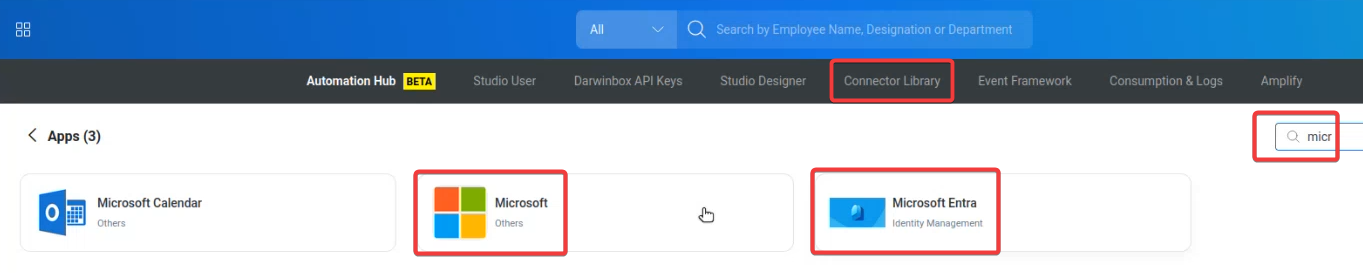 All Search by Employee Name, Designation or Department
Automation Hub BETA Studio User Darwinbox API Keys Studio Designer Connector Library Event Framework Consumption & Logs Amplify
Apps (3) micr
Microsoft Calendar Microsoft Microsoft Entra
Others Others Identity Management